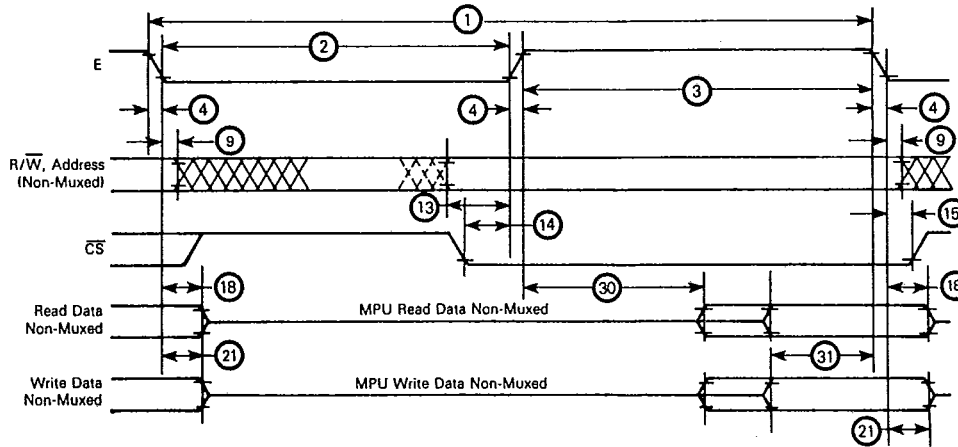 1
2
E
3
4
4
4
9
9
R/W̅, Address
(Non-Muxed)
13
14
15
C̅S̅
18
30
18
Read Data
Non-Muxed
MPU Read Data Non-Muxed
21
31
Write Data
Non-Muxed
MPU Write Data Non-Muxed
21